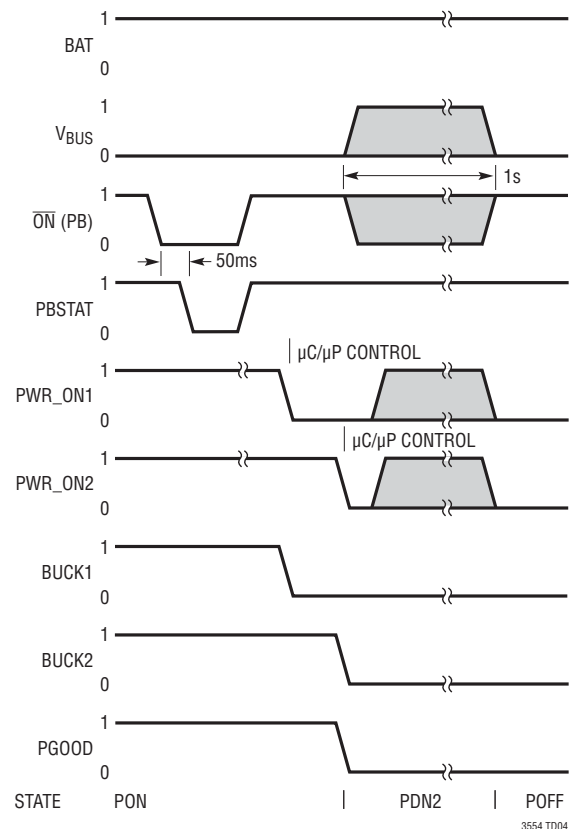 1
BAT
0
1
VBUS
0
1s
1
ON (PB)
0
50ms
1
PBSTAT
0
µC/µP CONTROL
1
PWR_ON1
0
µC/µP CONTROL
1
PWR_ON2
0
1
BUCK1
0
1
BUCK2
0
1
PGOOD
0
STATE PON PDN2 POFF
3554 TD04